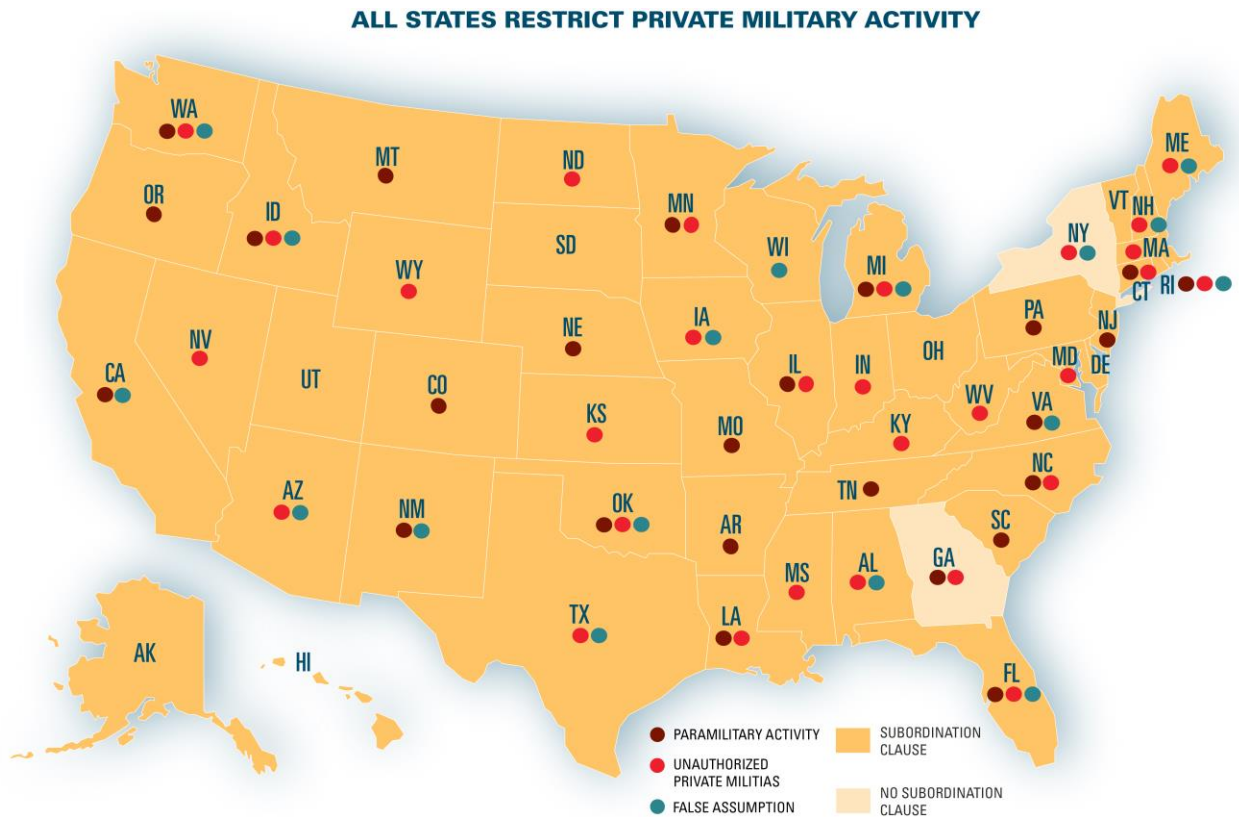 ALL STATES RESTRICT PRIVATE MILITARY ACTIVITY
WA
MT
ND
ME
OR
ID
MN
VT
NH
SD
WI
NY
MA
WY
MI
CT
RI
NE
IA
PA
NJ
NV
IL
IN
OH
MD
DE
CA
UT
CO
WV
VA
KS
MO
KY
NC
AZ
NM
OK
TN
AR
SC
MS
AL
GA
TX
LA
AK
HI
FL
PARAMILITARY ACTIVITY
UNAUTHORIZED
PRIVATE MILITIAS
FALSE ASSUMPTION
SUBORDINATION
CLAUSE
NO SUBORDINATION
CLAUSE